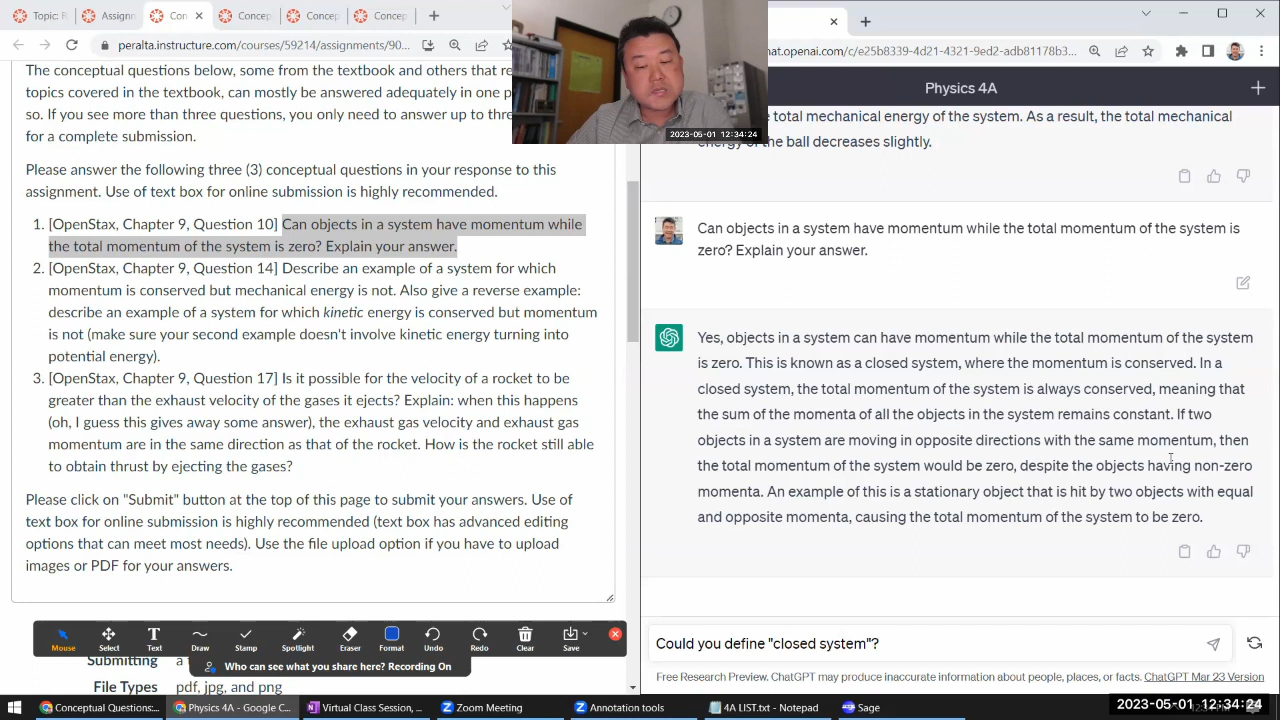 Topic
Assign
Con
Concep
Concep
Concep
peralta.instructure.com/courses/59214/assignments/90...
hat.openai.com/c/e25b8339-4d21-4321-9ed2-adb81178b3...
The conceptual questions below, some from the textbook and others that re
topics covered in the textbook, can mostly be answered adequately in one p
so. If you see more than three questions, you only need to answer up to thre
for a complete submission.
Please answer the following three (3) conceptual questions in your response to this
assignment. Use of text box for online submission is highly recommended.
1. [OpenStax, Chapter 9, Question 10] Can objects in a system have momentum while
the total momentum of the system is zero? Explain your answer.
2. [OpenStax, Chapter 9, Question 14] Describe an example of a system for which
momentum is conserved but mechanical energy is not. Also give a reverse example:
describe an example of a system for which kinetic energy is conserved but momentum
is not (make sure your second example doesn't involve kinetic energy turning into
potential energy).
3. [OpenStax, Chapter 9, Question 17] Is it possible for the velocity of a rocket to be
greater than the exhaust velocity of the gases it ejects? Explain: when this happens
(oh, I guess this gives away some answer), the exhaust gas velocity and exhaust gas
momentum are in the same direction as that of the rocket. How is the rocket still able
to obtain thrust by ejecting the gases?
Please click on "Submit" button at the top of this page to submit your answers. Use of
text box for online submission is highly recommended (text box has advanced editing
options that can meet most needs). Use the file upload option if you have to upload
images or PDF for your answers.
Mouse Select Text Draw Stamp Spotlight Eraser Format Undo Redo Clear Save
Who can see what you share here? Recording On
Submitting
File Types pdf, jpg, and png
2023-05-01 12:34:24
Physics 4A
total mechanical energy of the system. As a result, the total mechanical
energy of the ball decreases slightly.
Can objects in a system have momentum while the total momentum of the system is
zero? Explain your answer.
Yes, objects in a system can have momentum while the total momentum of the system
is zero. This is known as a closed system, where the momentum is conserved. In a
closed system, the total momentum of the system is always conserved, meaning that
the sum of the momenta of all the objects in the system remains constant. If two
objects in a system are moving in opposite directions with the same momentum, then
the total momentum of the system would be zero, despite the objects having non-zero
momenta. An example of this is a stationary object that is hit by two objects with equal
and opposite momenta, causing the total momentum of the system to be zero.
Could you define "closed system"?
Free Research Preview. ChatGPT may produce inaccurate information about people, places, or facts. ChatGPT Mar 23 Version
Conceptual Questions:...
Physics 4A - Google C...
Virtual Class Session, ...
Zoom Meeting
Annotation tools
4A LIST.txt - Notepad
Sage
2023-05-01 12:34:24